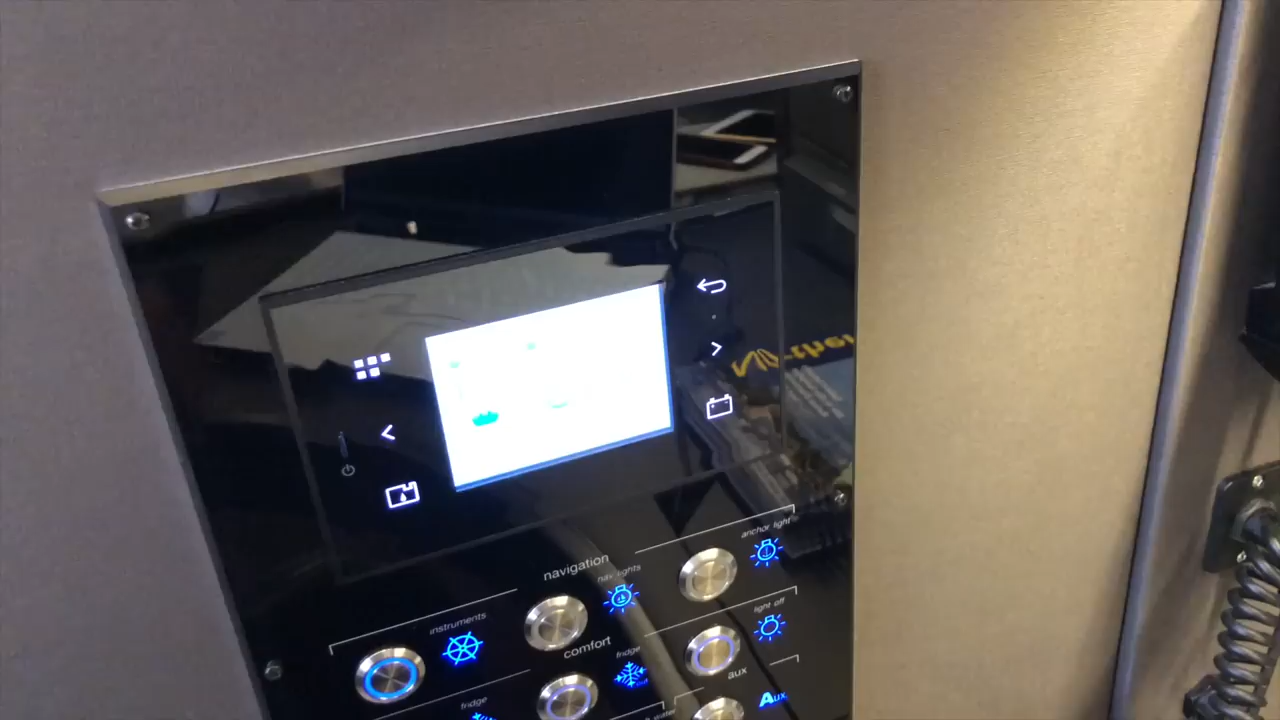 navigation
anchor light
nav lights
instruments
comfort
light off
fridge
aux
fridge
Aux